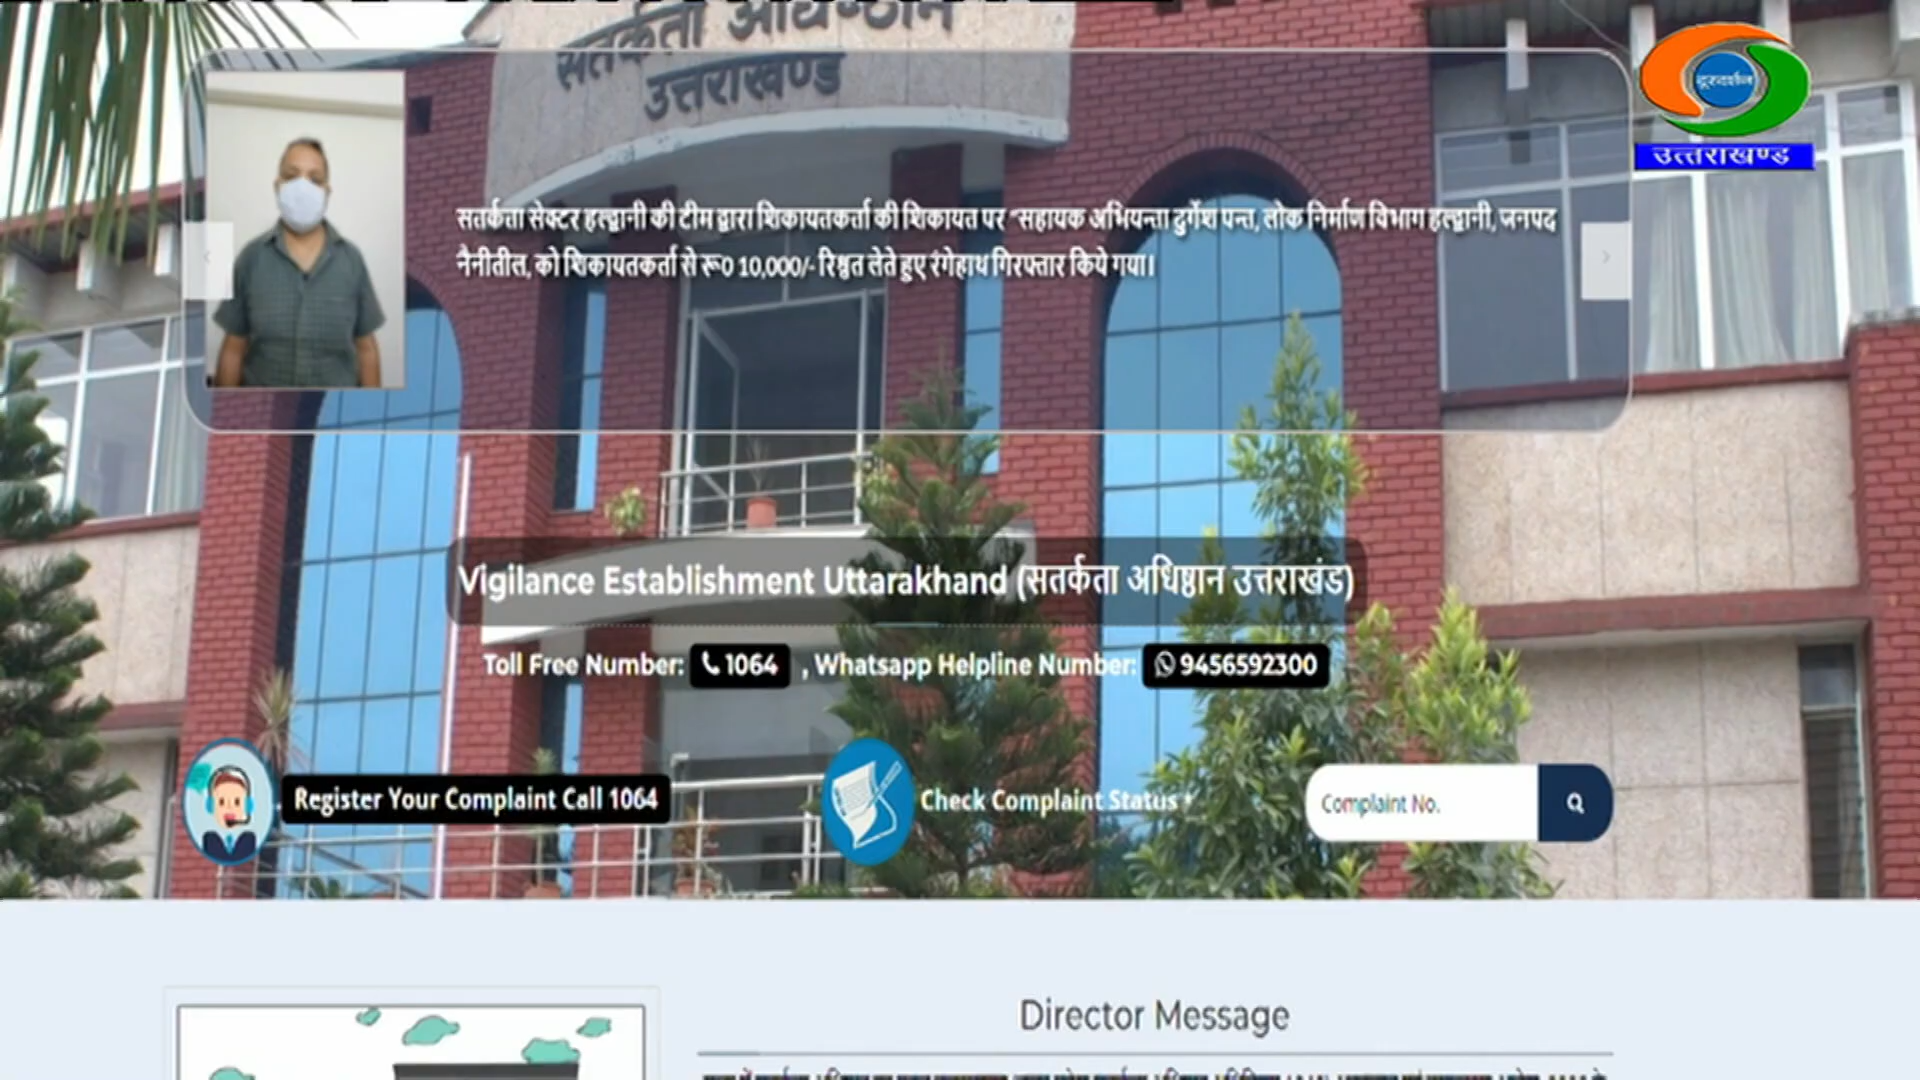 सतर्कता अधिष्ठान
उत्तराखण्ड
दूरदर्शन
उत्तराखण्ड
सतर्कता सेक्टर हल्द्वानी की टीम द्वारा शिकायतकर्ता की शिकायत पर "सहायक अभियन्ता दुर्गेश पन्त, लोक निर्माण विभाग हल्द्वानी, जनपद
नैनीतील, को शिकायतकर्ता से रू0 10,000/- रिश्वत लेते हुए रंगेहाथ गिरफ्तार किये गया।
Vigilance Establishment Uttarakhand (सतर्कता अधिष्ठान उत्तराखंड)
Toll Free Number: 1064 , Whatsapp Helpline Number: 9456592300
Register Your Complaint Call 1064
Check Complaint Status
Complaint No.
Director Message